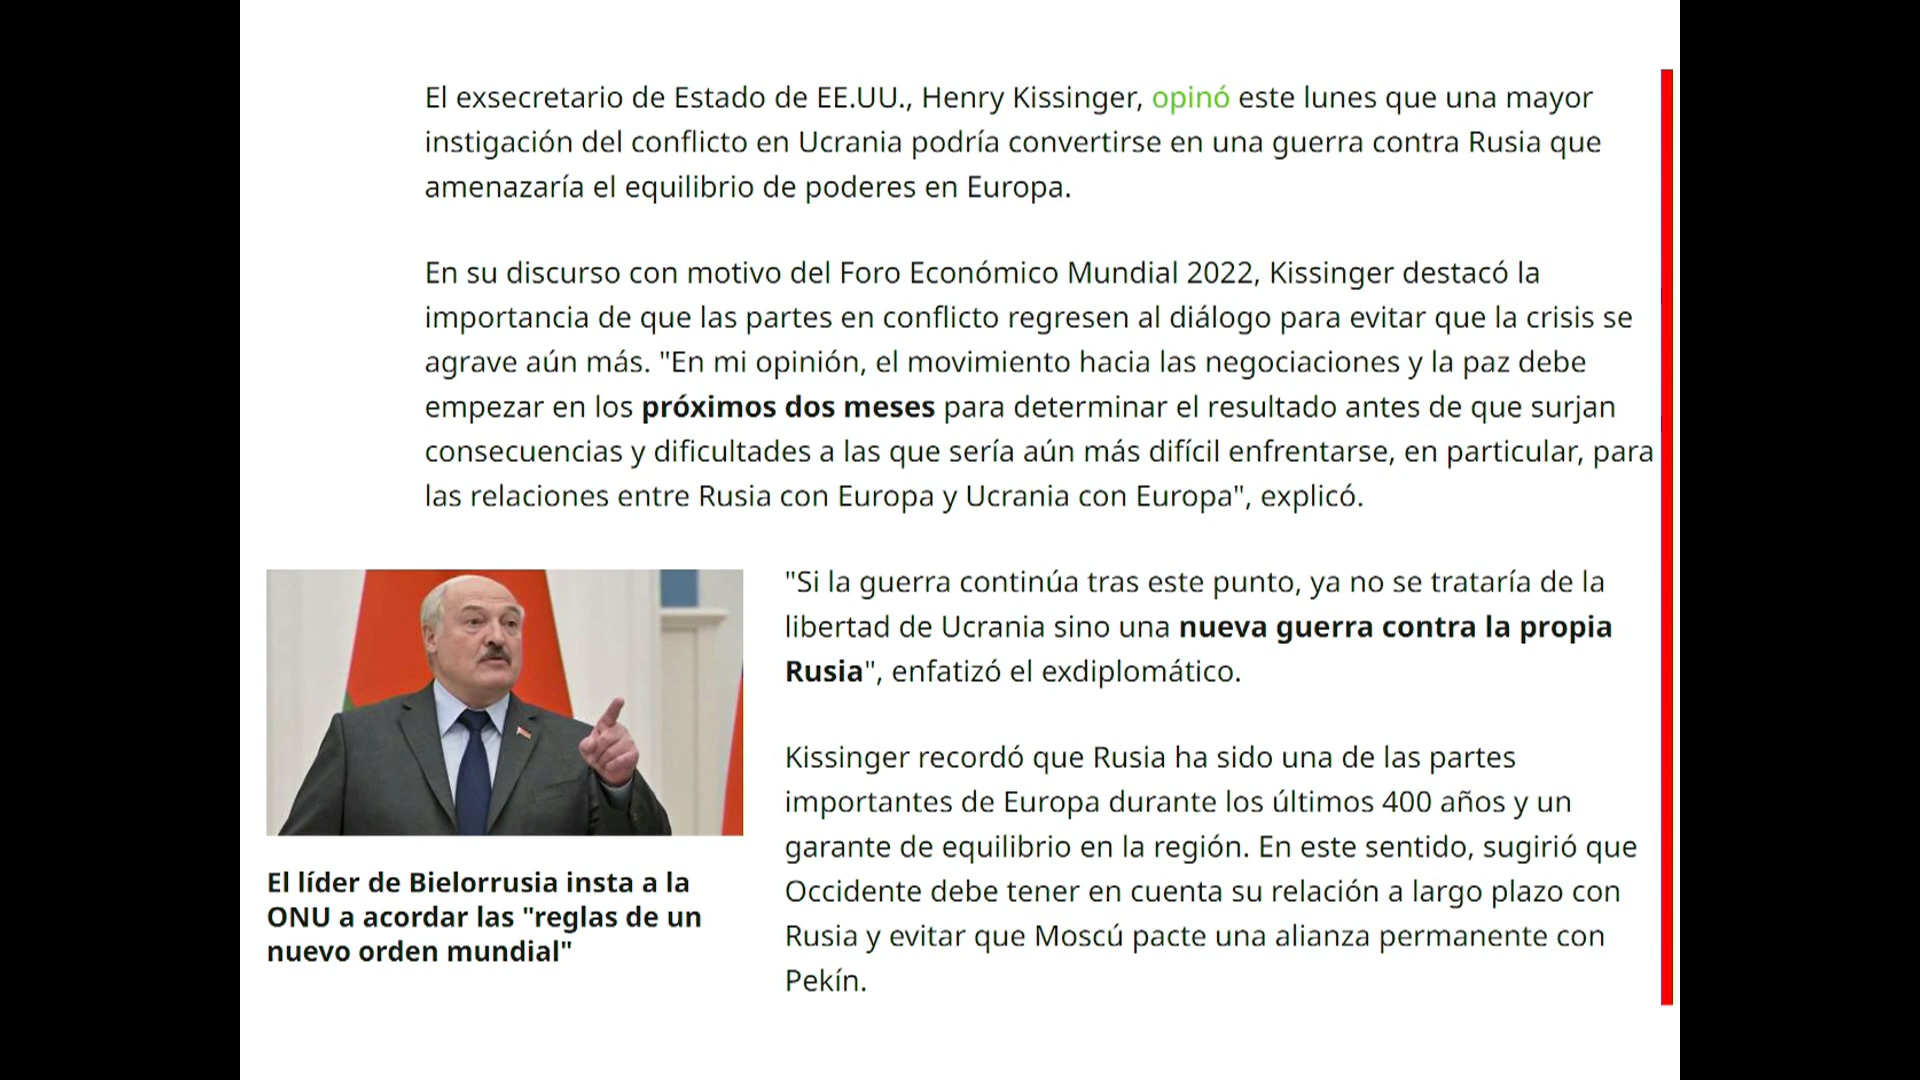 El exsecretario de Estado de EE.UU., Henry Kissinger, opinó este lunes que una mayor
instigación del conflicto en Ucrania podría convertirse en una guerra contra Rusia que
amenazaría el equilibrio de poderes en Europa.
En su discurso con motivo del Foro Económico Mundial 2022, Kissinger destacó la
importancia de que las partes en conflicto regresen al diálogo para evitar que la crisis se
agrave aún más. "En mi opinión, el movimiento hacia las negociaciones y la paz debe
empezar en los próximos dos meses para determinar el resultado antes de que surjan
consecuencias y dificultades a las que sería aún más difícil enfrentarse, en particular, para
las relaciones entre Rusia con Europa y Ucrania con Europa", explicó.
"Si la guerra continúa tras este punto, ya no se trataría de la
libertad de Ucrania sino una nueva guerra contra la propia
Rusia", enfatizó el exdiplomático.
Kissinger recordó que Rusia ha sido una de las partes
importantes de Europa durante los últimos 400 años y un
garante de equilibrio en la región. En este sentido, sugirió que
Occidente debe tener en cuenta su relación a largo plazo con
Rusia y evitar que Moscú pacte una alianza permanente con
Pekín.
El líder de Bielorrusia insta a la
ONU a acordar las "reglas de un
nuevo orden mundial"